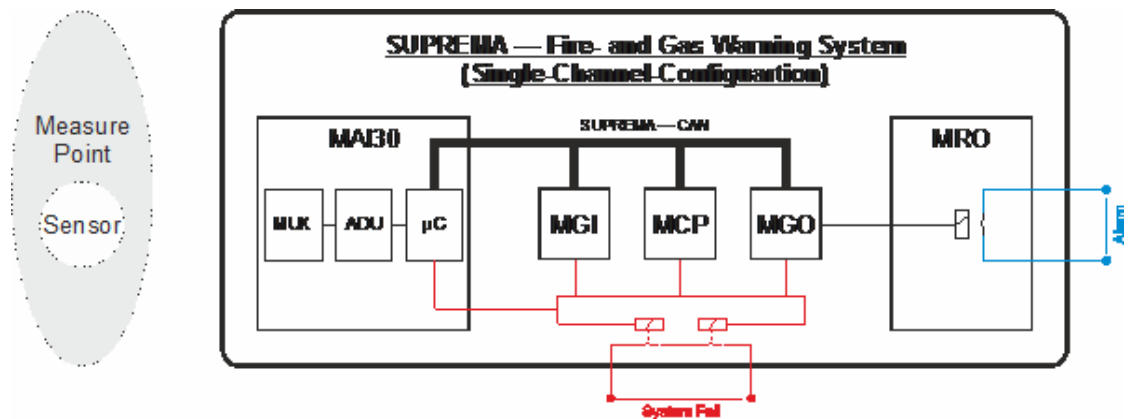 SUPREMA — Fire- and Gas Warning System
(Single-Channel-Configuartion)
Measure
Point
Sensor
MAI30
SUPREMA—CAN
MRO
MUX
ADU
µC
MGI
MCP
MGO
Alarm
System Fail